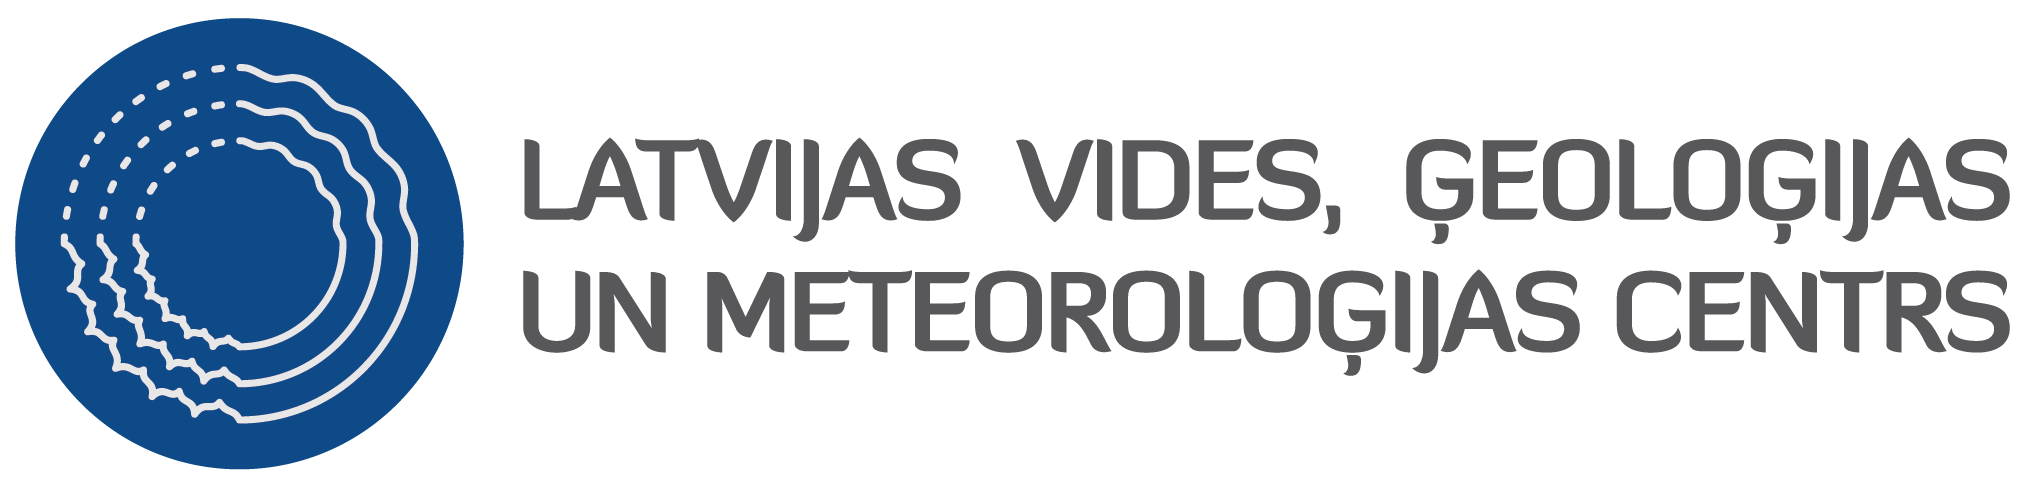 LATVIJAS VIDES, ĢEOLOĢIJAS
UN METEOROLOĢIJAS CENTRS